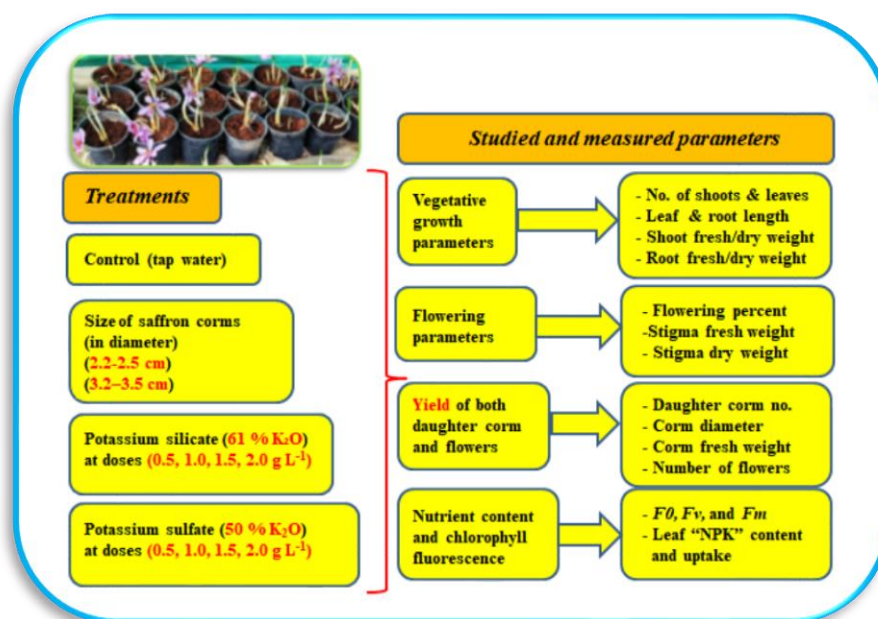 Treatments
Control (tap water)
Size of saffron corms
(in diameter)
(2.2-2.5 cm)
(3.2–3.5 cm)
Potassium silicate (61 % K₂O)
at doses (0.5, 1.0, 1.5, 2.0 g L⁻¹)
Potassium sulfate (50 % K₂O)
at doses (0.5, 1.0, 1.5, 2.0 g L⁻¹)
Studied and measured parameters
Vegetative
growth
parameters
- No. of shoots & leaves
- Leaf & root length
- Shoot fresh/dry weight
- Root fresh/dry weight
Flowering
parameters
- Flowering percent
-Stigma fresh weight
- Stigma dry weight
Yield of both
daughter corm
and flowers
- Daughter corm no.
- Corm diameter
- Corm fresh weight
- Number of flowers
Nutrient content
and chlorophyll
fluorescence
- F0, Fv, and Fm
- Leaf “NPK” content
and uptake